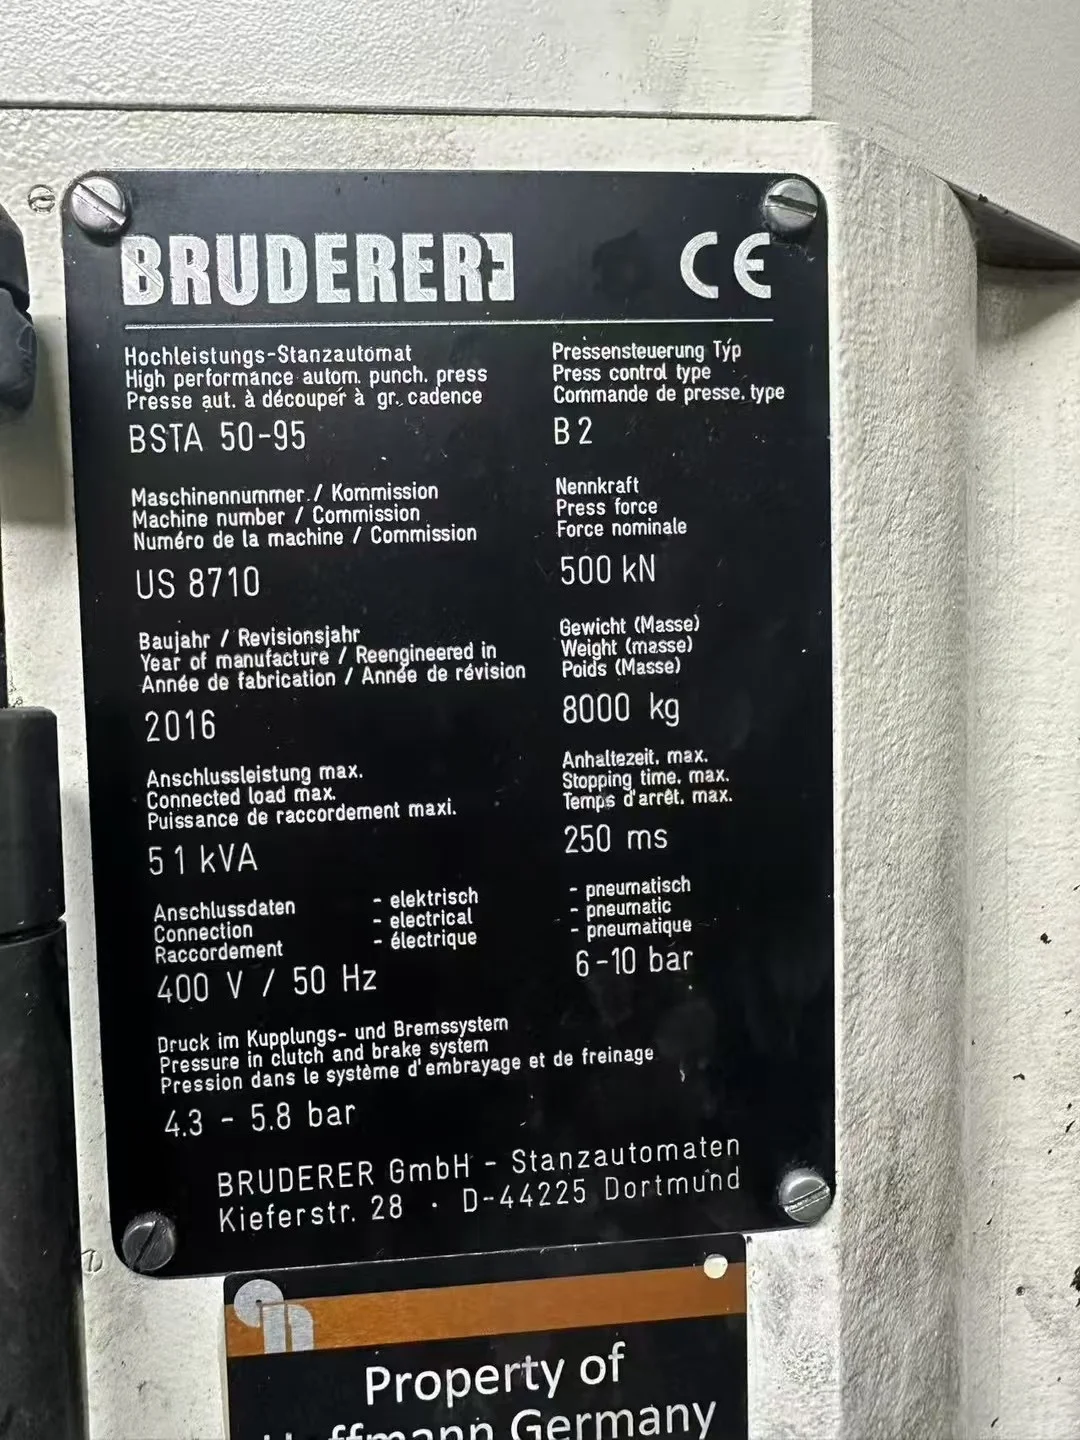 BRUDERER
CE
Hochleistungs-Stanzautomat
High performance autom. punch. press
Presse aut. à découper à gr. cadence
BSTA 50-95
Pressensteuerung Typ
Press control type
Commande de presse. type
B 2
Maschinennummer / Kommission
Machine number / Commission
Numéro de la machine / Commission
US 8710
Nennkraft
Press force
Force nominale
500 kN
Baujahr / Revisionsjahr
Year of manufacture / Reengineered in
Année de fabrication / Année de révision
2016
Gewicht (Masse)
Weight (masse)
Poids (Masse)
8000 kg
Anschlussleistung max.
Connected load max.
Puissance de raccordement maxi.
51 kVA
Anhaltezeit. max.
Stopping time. max.
Temps d'arrêt. max.
250 ms
Anschlussdaten - elektrisch
Connection - electrical
Raccordement - électrique
400 V / 50 Hz
- pneumatisch
- pneumatic
- pneumatique
6-10 bar
Druck im Kupplungs- und Bremssystem
Pressure in clutch and brake system
Pression dans le système d'embrayage et de freinage
4.3 - 5.8 bar
BRUDERER GmbH - Stanzautomaten
Kieferstr. 28 · D-44225 Dortmund
Property of
Hoffmann Germany